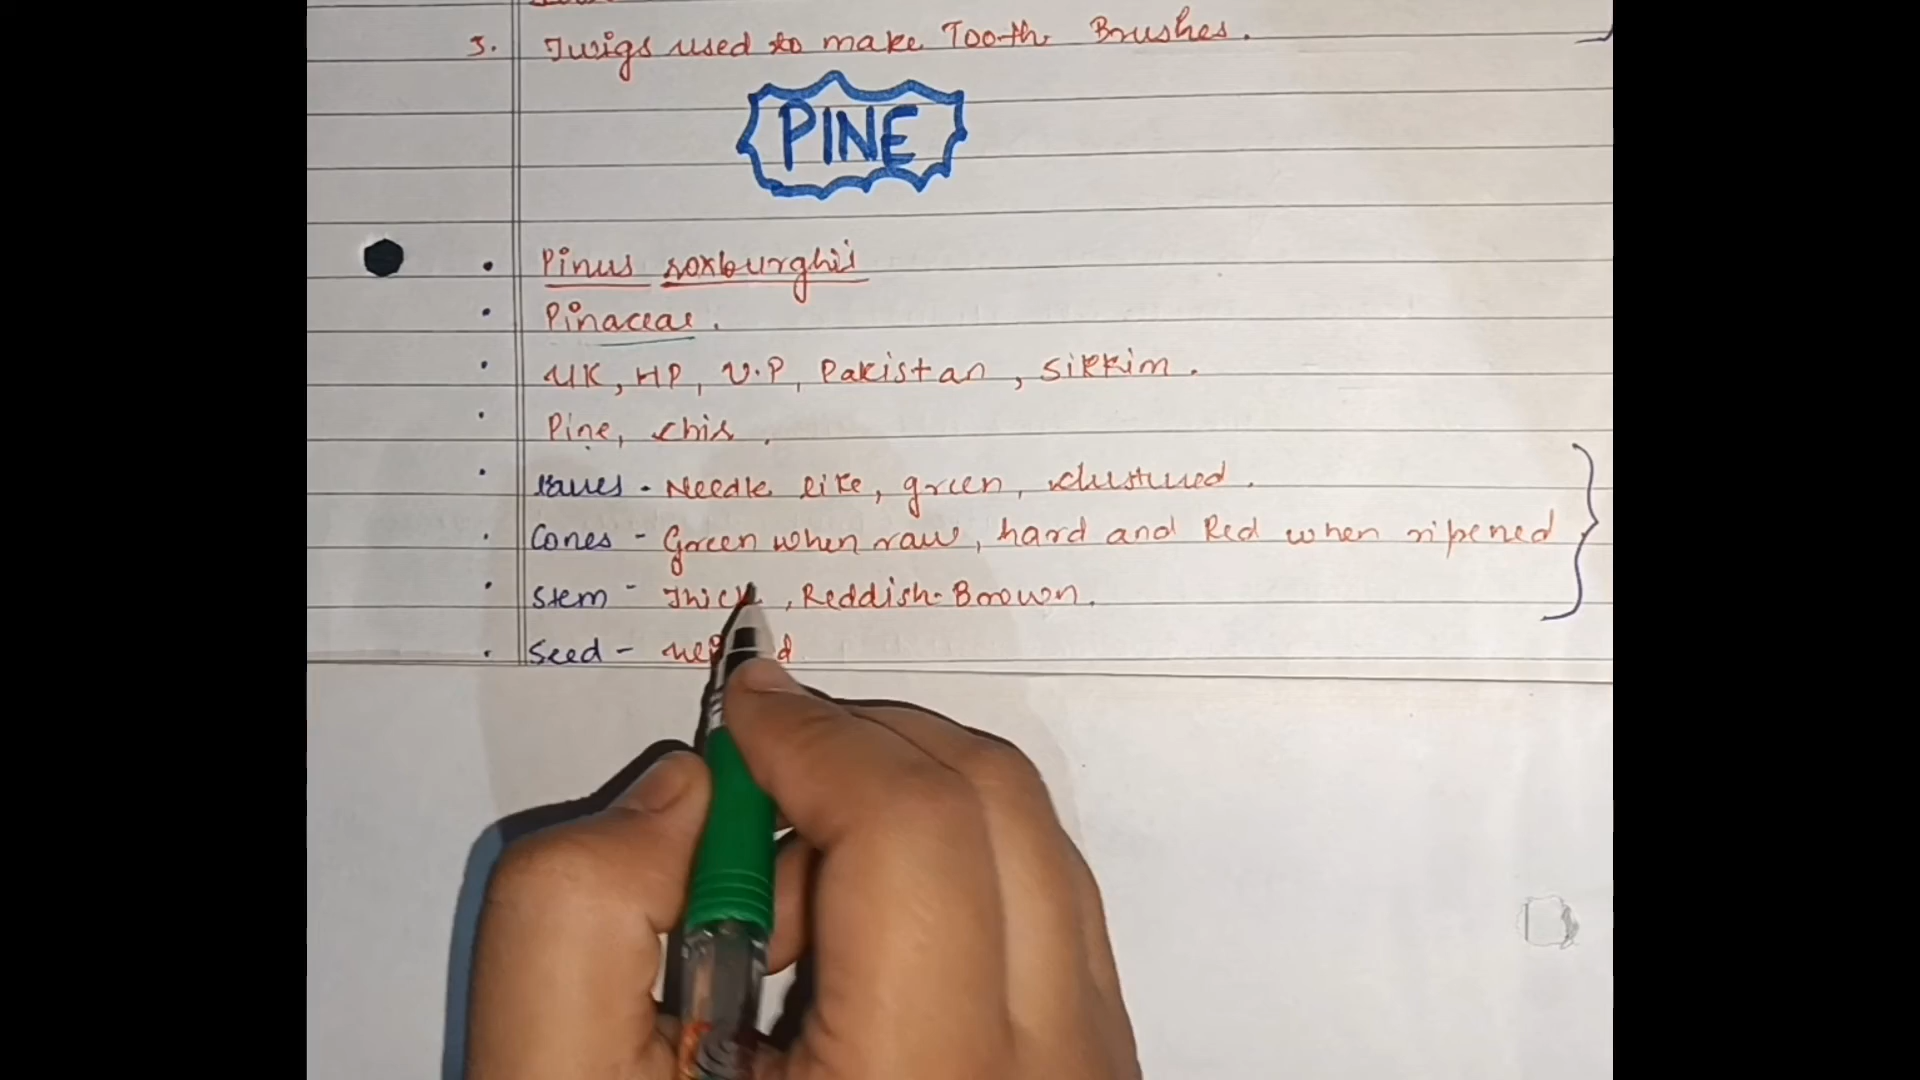 3. Twigs used to make Tooth Brushes.
PINE
• Pinus roxburghii
• Pinaceae.
• UK, HP, U.P, Pakistan, Sikkim.
• Pine, chir.
• leaves - Needle like, green, clustured.
• Cones - Green when raw, hard and Red when ripened
• Stem - Thick, Reddish-Brown.
• Seed -